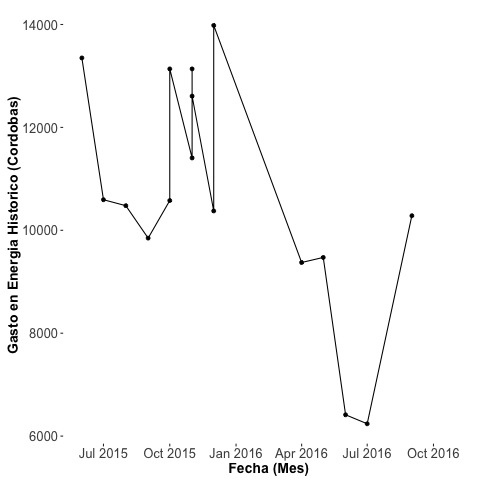 Gasto en Energia Historico (Cordobas)
14000
12000
10000
8000
6000
Jul 2015 Oct 2015 Jan 2016 Apr 2016 Jul 2016 Oct 2016
Fecha (Mes)